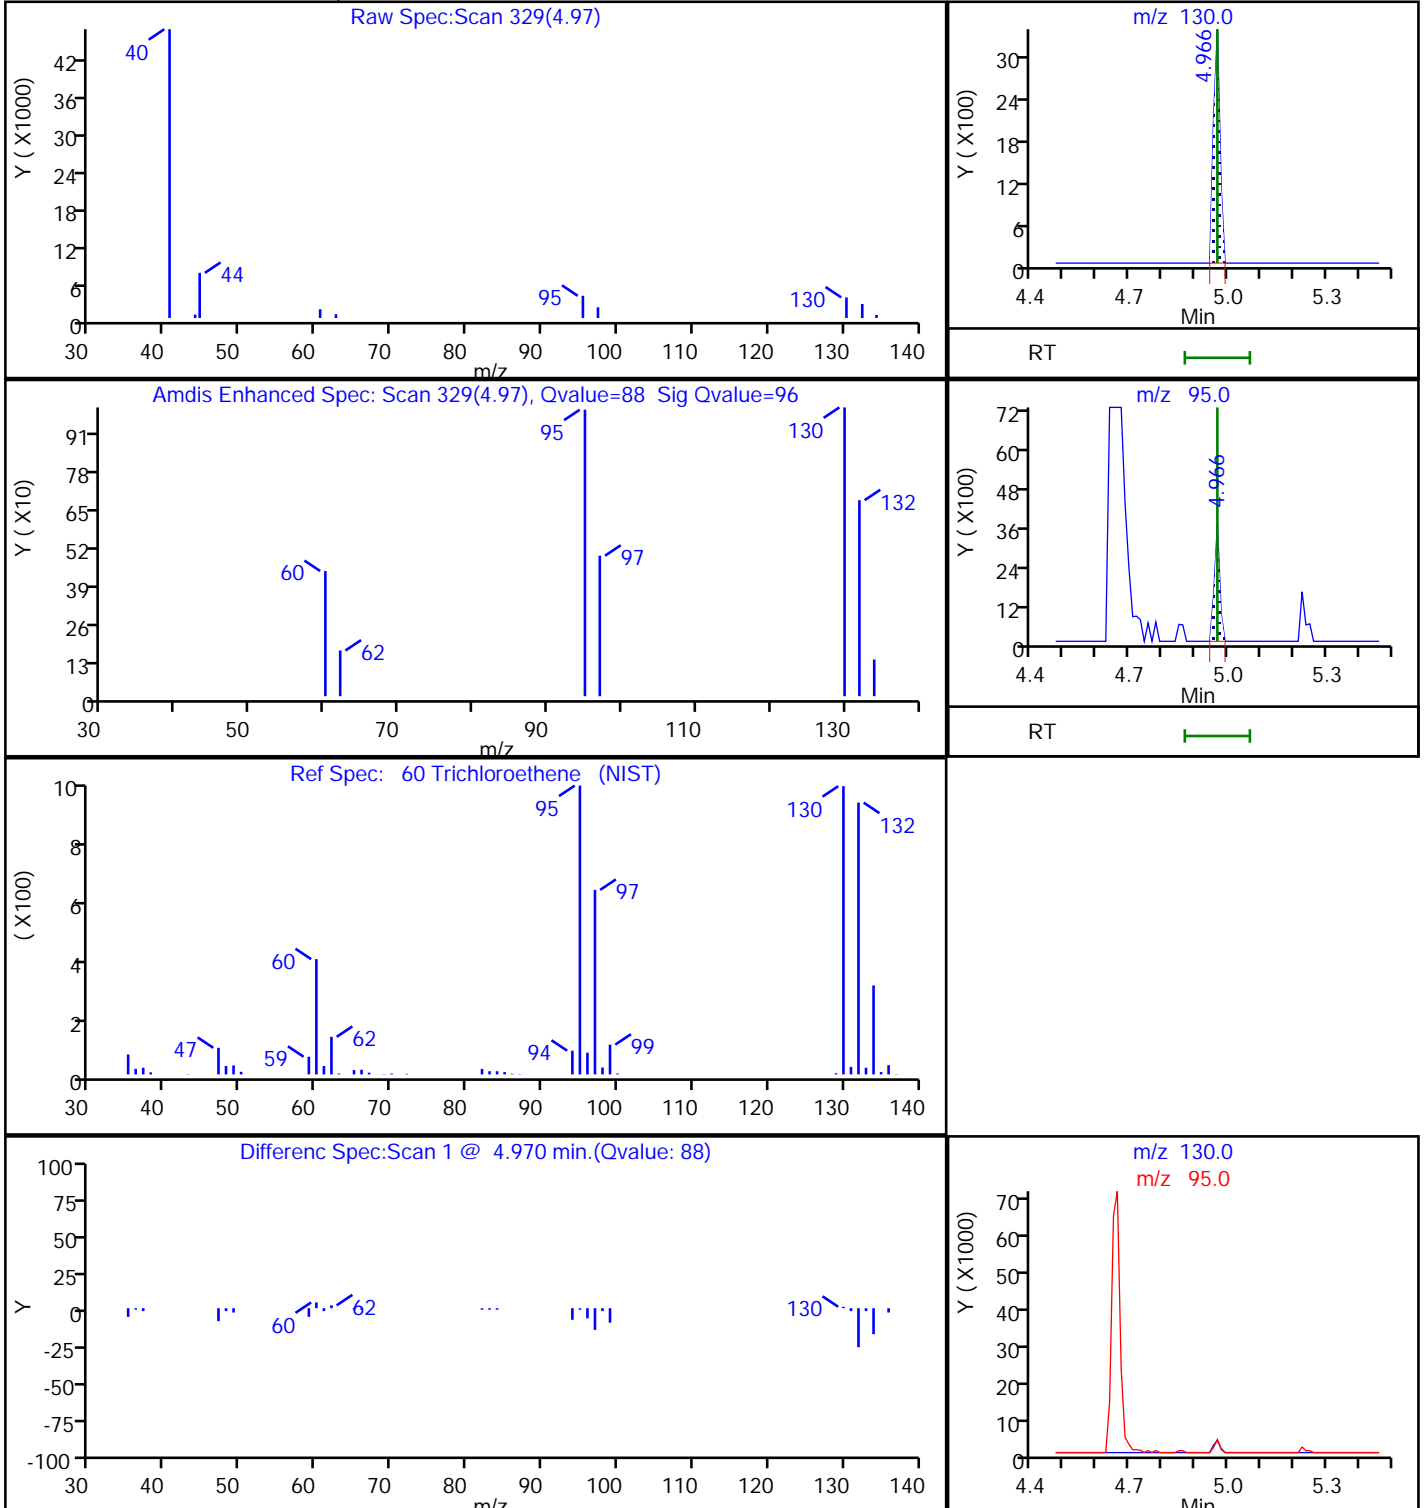 Raw Spec:Scan 329(4.97)
Y ( X1000)
42
36
30
24
18
12
6
0
40
44
95
130
30 40 50 60 70 80 90 100 110 120 130 140
m/z
m/z 130.0
Y ( X100)
30
24
18
12
6
0
4.966
4.4 4.7 5.0 5.3
Min
RT
Amdis Enhanced Spec: Scan 329(4.97), Qvalue=88 Sig Qvalue=96
Y ( X10)
91
78
65
52
39
26
13
0
60
62
95
97
130
132
30 50 70 90 110 130
m/z
m/z 95.0
Y ( X100)
72
60
48
36
24
12
0
4.966
4.4 4.7 5.0 5.3
Min
RT
Ref Spec: 60 Trichloroethene (NIST)
( X100)
10
8
6
4
2
0
47
59
60
62
94
95
97
99
130
132
30 40 50 60 70 80 90 100 110 120 130 140
Differenc Spec:Scan 1 @ 4.970 min.(Qvalue: 88)
Y
100
75
50
25
0
-25
-50
-75
-100
60
62
130
30 40 50 60 70 80 90 100 110 120 130 140
m/z
m/z 130.0
m/z 95.0
Y ( X1000)
70
60
50
40
30
20
10
0
4.4 4.7 5.0 5.3
Min